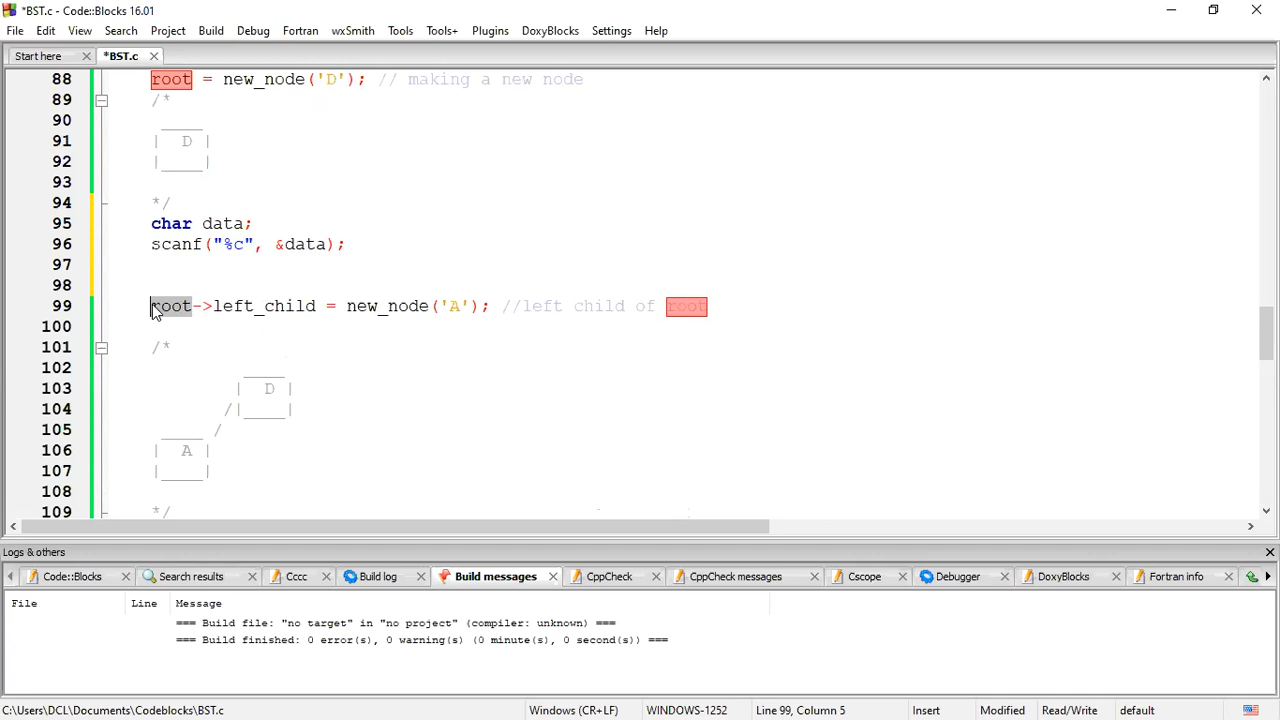 *BST.c - Code::Blocks 16.01
File Edit View Search Project Build Debug Fortran wxSmith Tools Tools+ Plugins DoxyBlocks Settings Help
Start here *BST.c
88 root = new_node('D'); // making a new node
89 /*
90 ____
91 | D |
92 |____|
93
94 */
95 char data;
96 scanf("%c", &data);
97
98
99 root->left_child = new_node('A'); //left child of root
100
101 /*
102 ____
103 | D |
104 /|____|
105 ____ /
106 | A |
107 |____|
108
109 */
Logs & others
Code::Blocks Search results Cccc Build log Build messages CppCheck CppCheck messages Cscope Debugger DoxyBlocks Fortran info
File Line Message
=== Build file: "no target" in "no project" (compiler: unknown) ===
=== Build finished: 0 error(s), 0 warning(s) (0 minute(s), 0 second(s)) ===
C:\Users\DCL\Documents\Codeblocks\BST.c Windows (CR+LF) WINDOWS-1252 Line 99, Column 5 Insert Modified Read/Write default